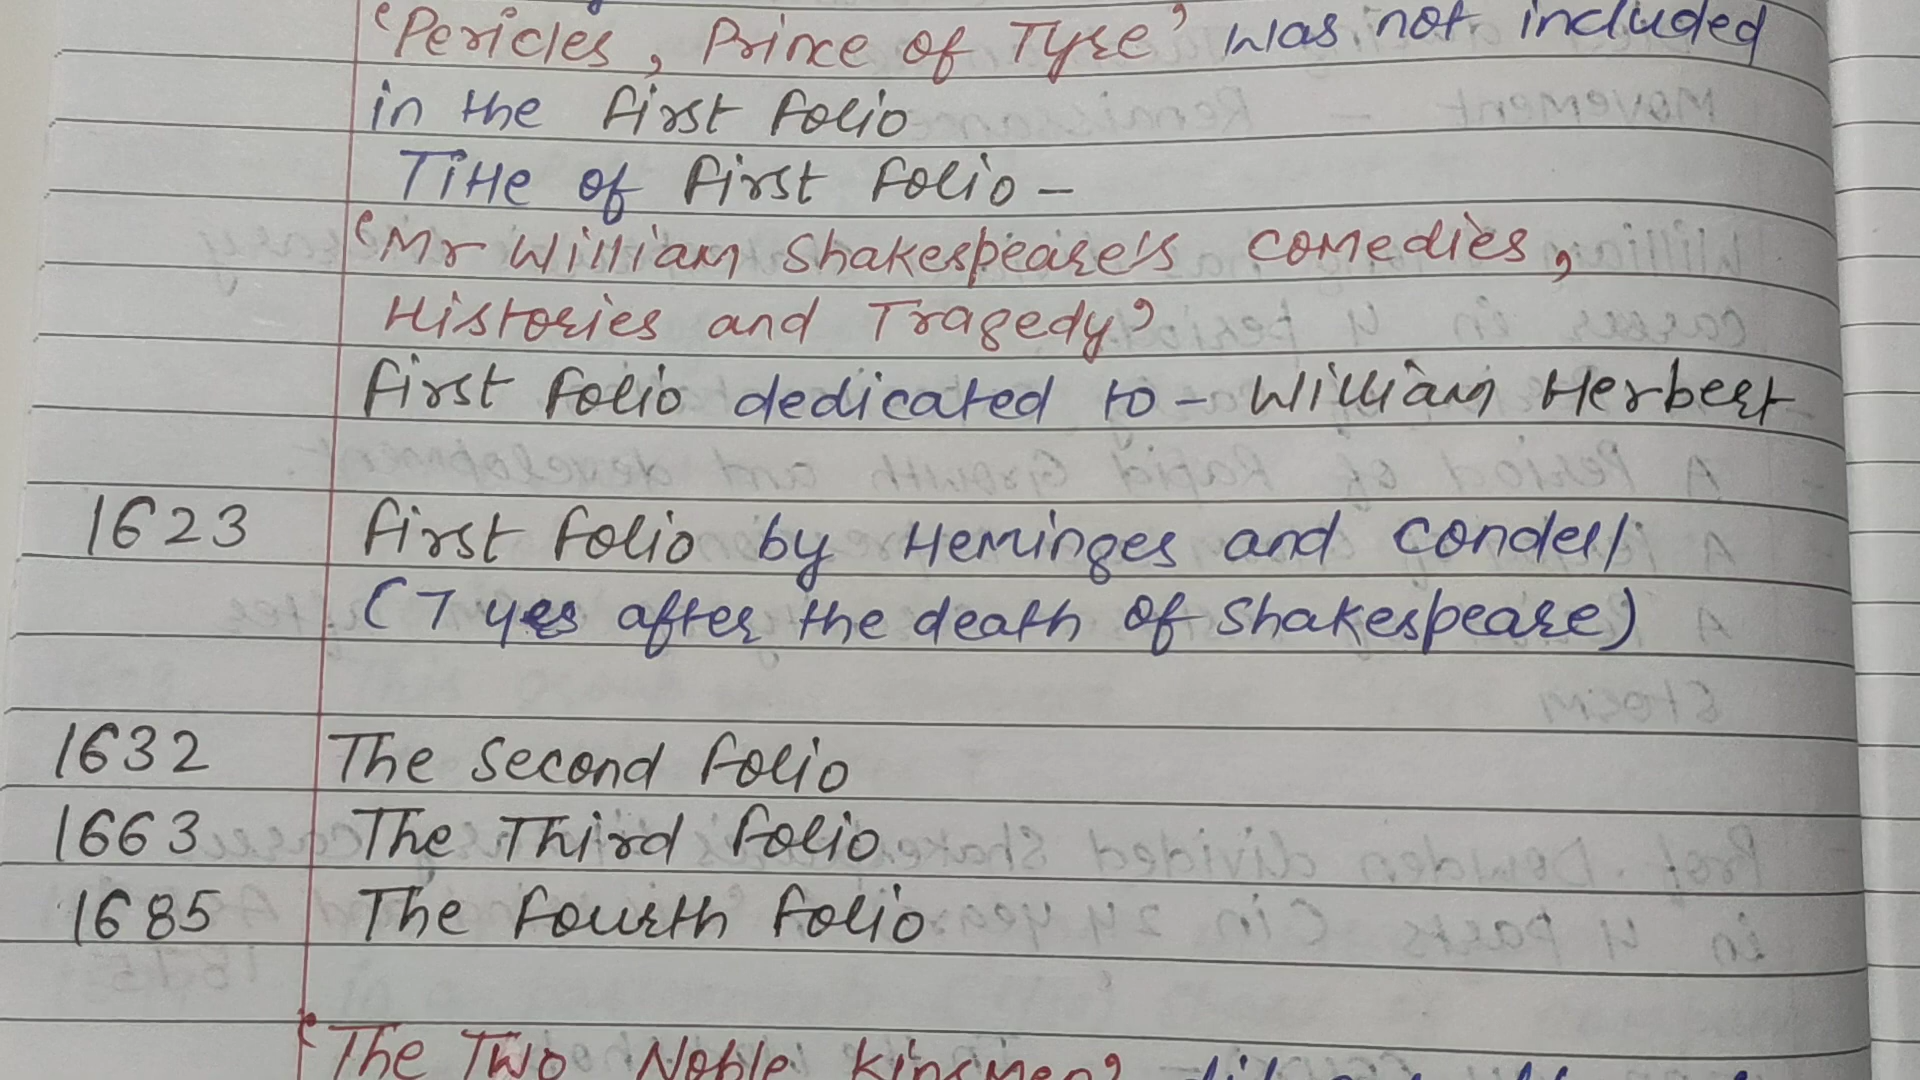 'Pericles, Prince of Tyre' was not included
in the First Folio
Title of First Folio -
'Mr William Shakespeare's Comedies,
Histories and Tragedy'
First Folio dedicated to - William Herbert
1623 First Folio by Heminges and Condell
(7 yrs after the death of Shakespeare)
1632 The Second Folio
1663 The Third Folio
1685 The Fourth Folio
'The Two Noble Kinsmen'